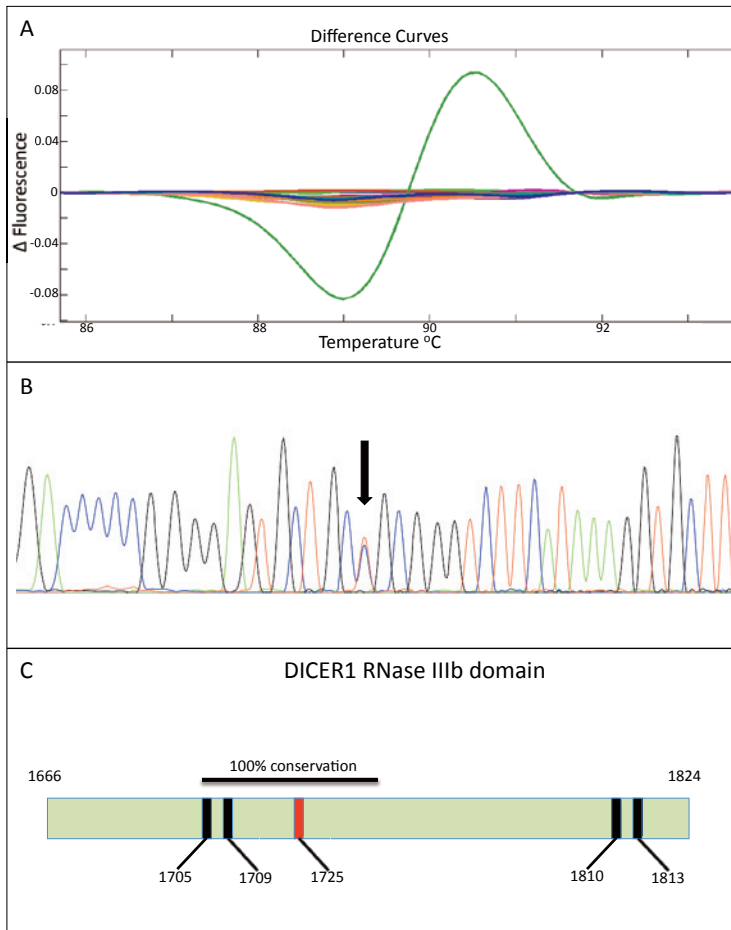 A
Difference Curves
0.08
0.04
0
-0.04
-0.08
Δ Fluorescence
86
88
90
92
Temperature ᵒC
B
C
DICER1 RNase IIIb domain
100% conservation
1666
1824
1705
1709
1725
1810
1813